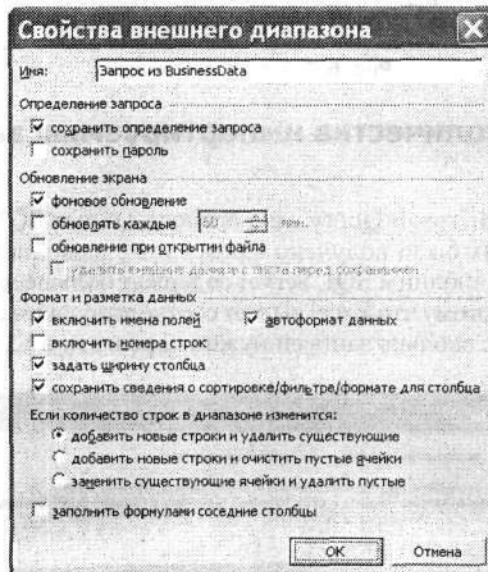 Свойства внешнего диапазона
Имя: Запрос из BusinessData
Определение запроса
сохранить определение запроса
сохранить пароль
Обновление экрана
фоновое обновление
обновлять каждые 60 мин.
обновление при открытии файла
удалить внешние данные с листа перед сохранением
Формат и разметка данных
включить имена полей автоформат данных
включить номера строк
задать ширину столбца
сохранить сведения о сортировке/фильтре/формате для столбца
Если количество строк в диапазоне изменится:
добавить новые строки и удалить существующие
добавить новые строки и очистить пустые ячейки
заменить существующие ячейки и удалить пустые
заполнить формулами соседние столбцы
OK Отмена